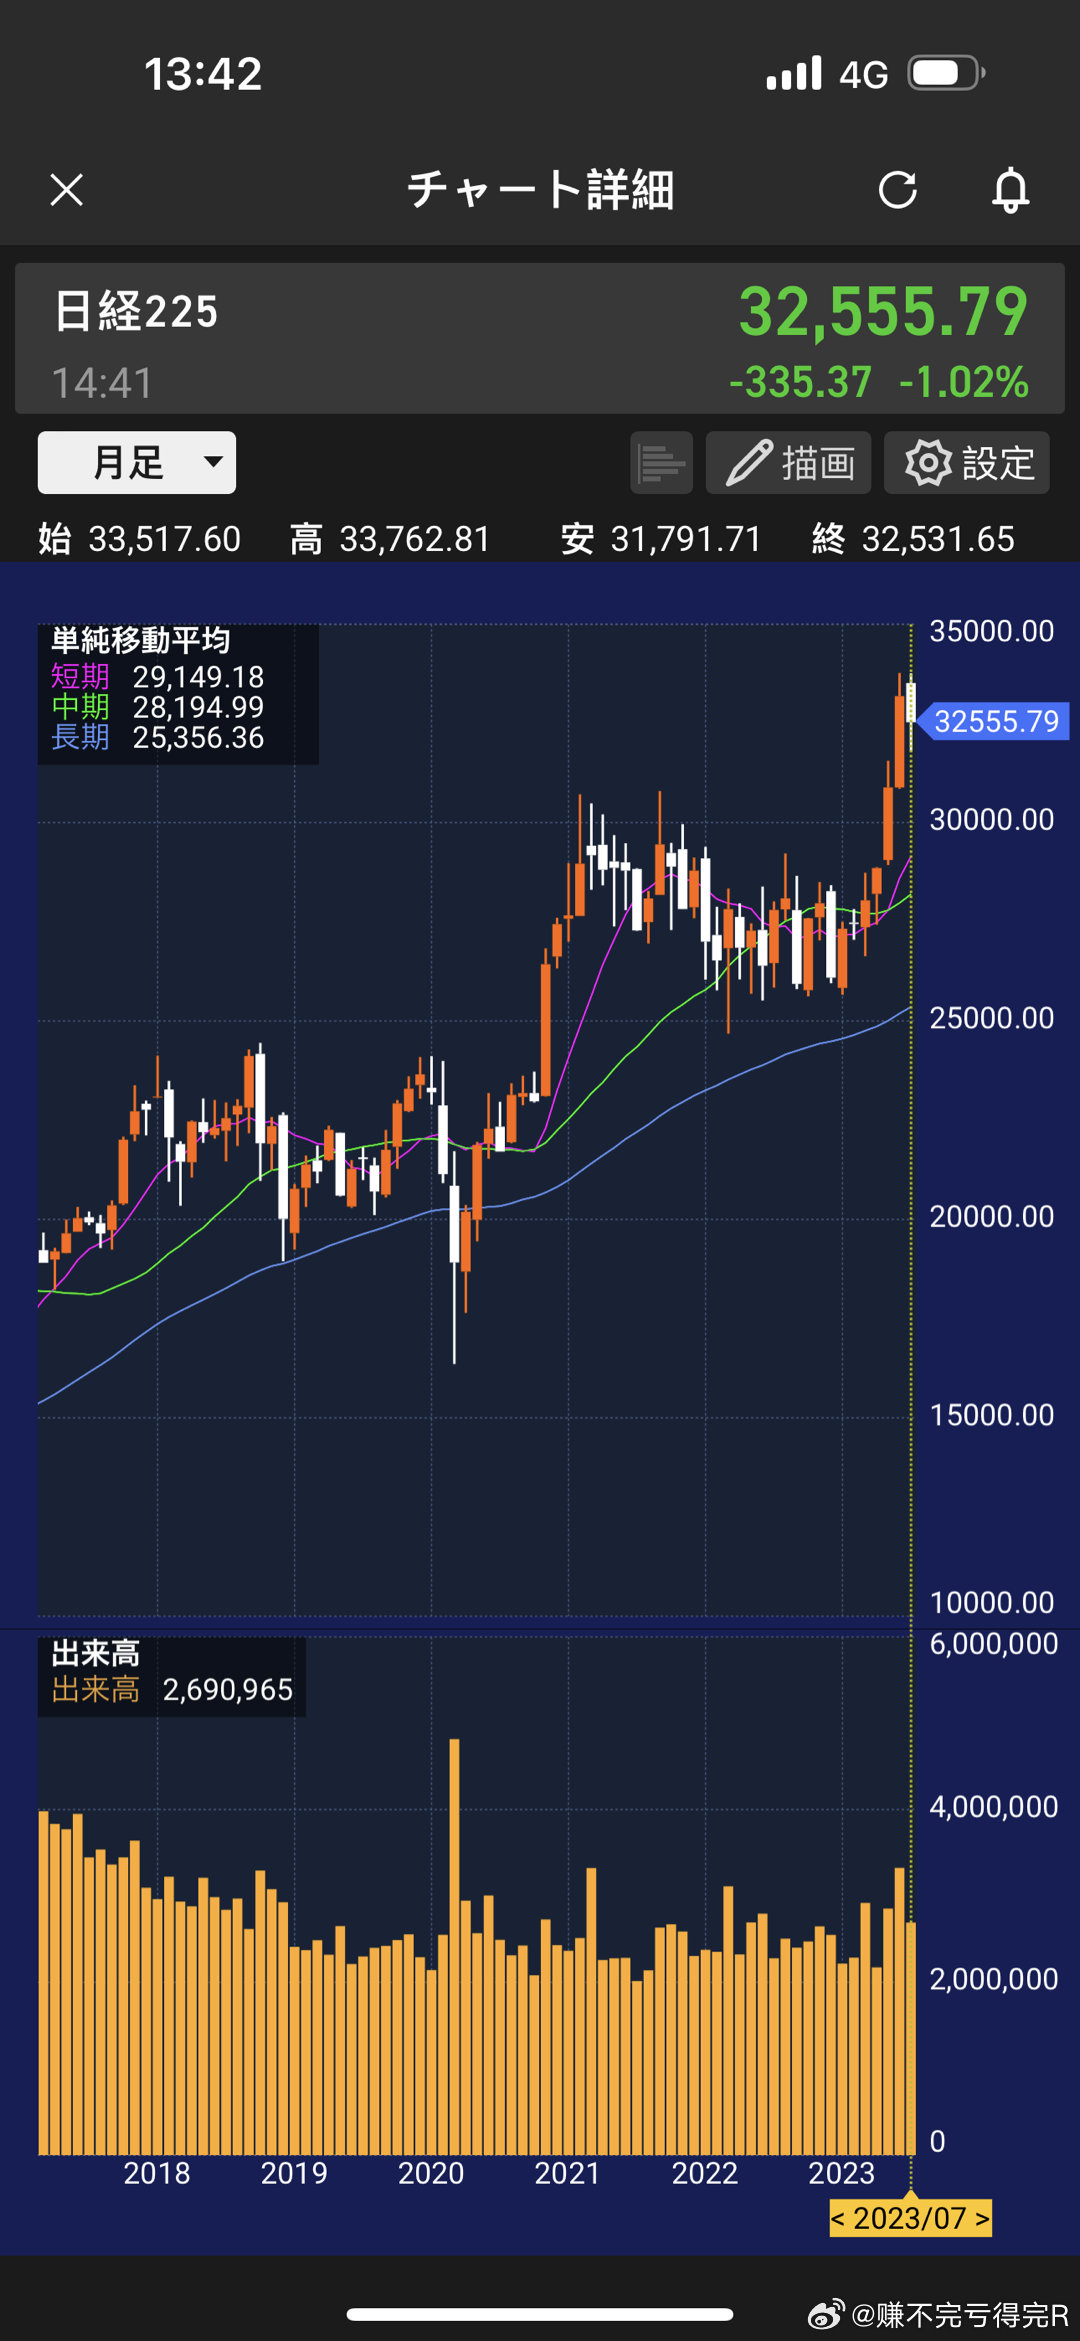 13:42 4G
チャート詳細
日経225 32,555.79
14:41 -335.37 -1.02%
月足 描画 設定
始 33,517.60 高 33,762.81 安 31,791.71 終 32,531.65
単純移動平均
短期 29,149.18
中期 28,194.99
長期 25,356.36
35000.00
32555.79
30000.00
25000.00
20000.00
15000.00
10000.00
出来高
出来高 2,690,965
6,000,000
4,000,000
2,000,000
0
2018 2019 2020 2021 2022 2023
< 2023/07 >
@赚不完亏得完R